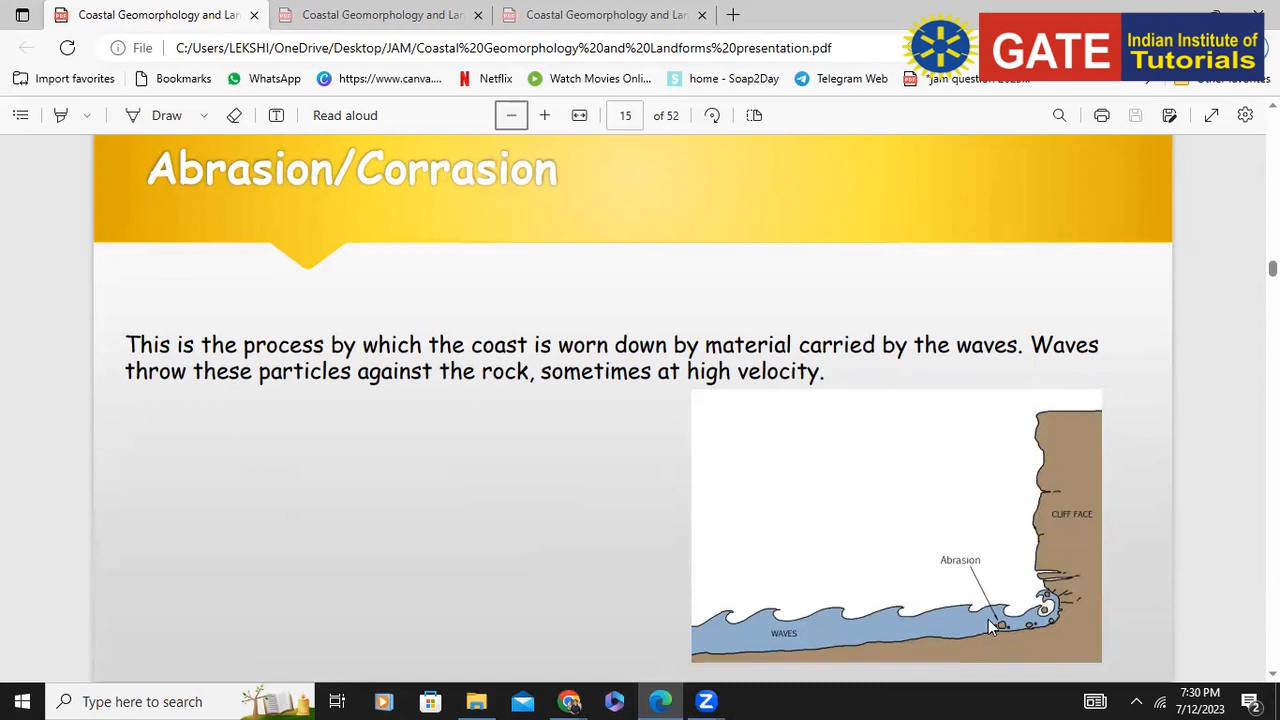 Coastal Geomorphology and Lan
Coastal Geomorphology and Lan
Coastal Geomorphology and Lan
File
C:/Users/LEKSHI/OneDrive/Desktop/JAM/Coastal%20Geomorphology%20and%20Landforms%20presentation.pdf
GATE
Indian Institute of
Tutorials
Import favorites
Bookmarks
WhatsApp
https://www.canva....
Netflix
Watch Movies Onli...
home - Soap2Day
Telegram Web
Draw
Read aloud
15
of 52
Abrasion/Corrasion
This is the process by which the coast is worn down by material carried by the waves. Waves
throw these particles against the rock, sometimes at high velocity.
CLIFF FACE
Abrasion
WAVES
Type here to search
7:30 PM
7/12/2023
2